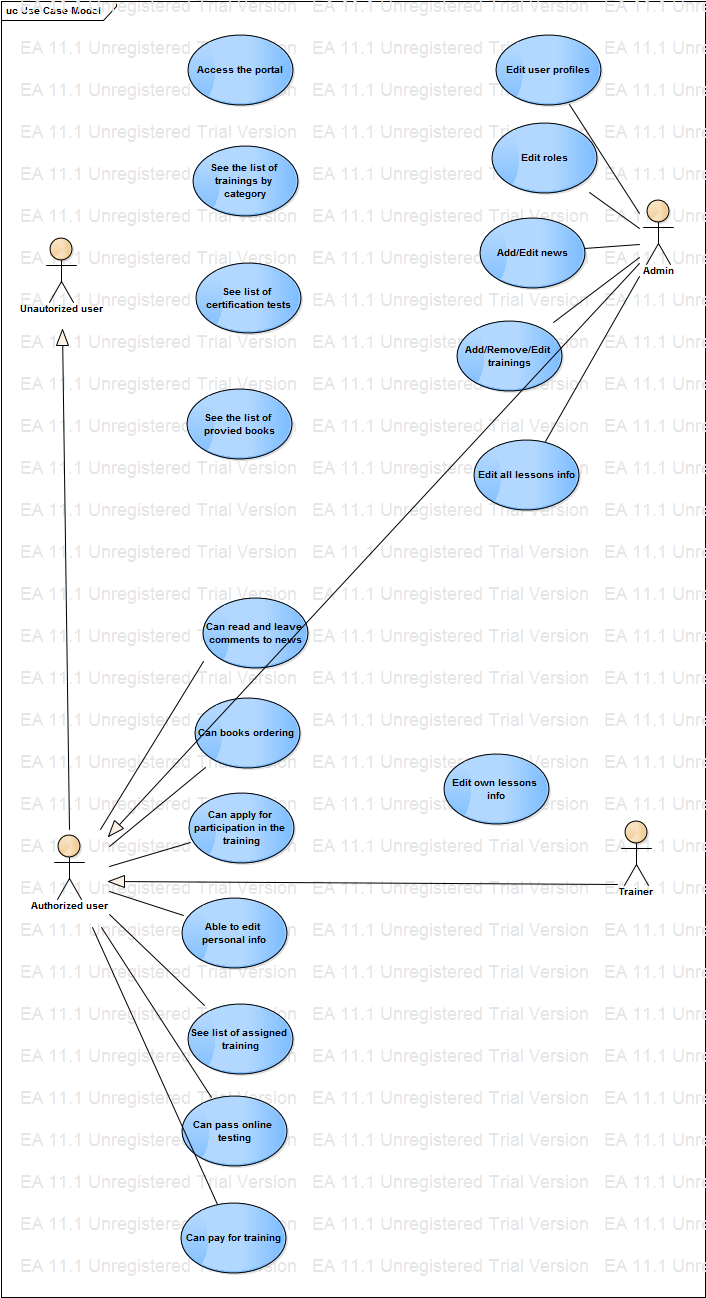 uc Use Case Model
Access the portal
Edit user profiles
See the list of
trainings by
category
Edit roles
Unautorized user
Admin
Add/Edit news
See list of
certification tests
Add/Remove/Edit
trainings
See the list of
provied books
Edit all lessons info
Can read and leave
comments to news
Can books ordering
Edit own lessons
info
Can apply for
participation in the
training
Authorized user
Trainer
Able to edit
personal info
See list of assigned
training
Can pass online
testing
Can pay for training
EA 11.1 Unregistered Trial Version